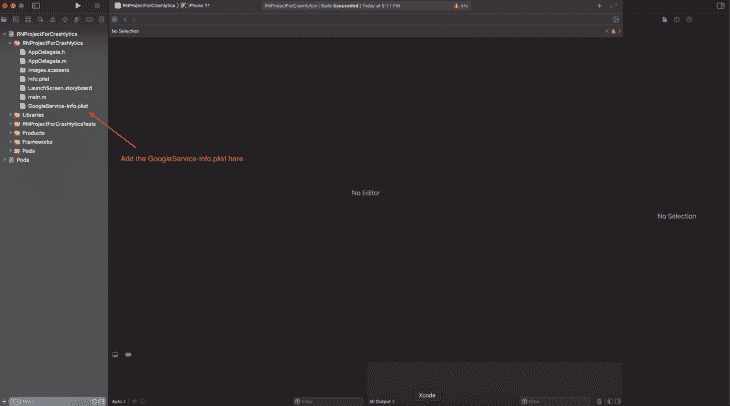 RNProjectForCrashlytics 〉 iPhone 11
RNProjectForCrashlytics: Build Succeeded | Today at 9:11 PM
No Selection
RNProjectForCrashlytics
RNProjectForCrashlytics
AppDelegate.h
AppDelegate.m
Images.xcassets
Info.plist
LaunchScreen.storyboard
main.m
GoogleService-Info.plist
Libraries
RNProjectForCrashlyticsTests
Products
Frameworks
Pods
Pods
Add the GoogleService-Info.plist here
No Editor
No Selection
Auto
Filter
All Output
Xcode
Filter